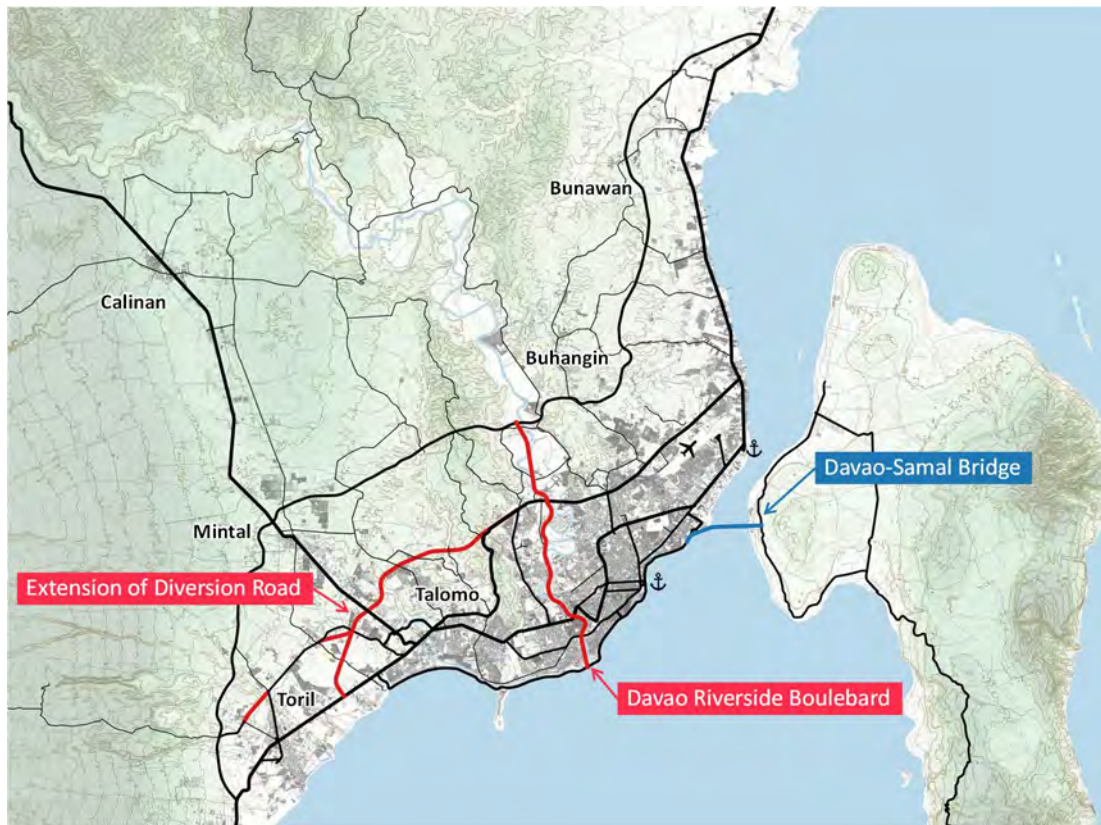 Bunawan
Calinan
Buhangin
Davao-Samal Bridge
Mintal
Extension of Diversion Road
Talomo
Toril
Davao Riverside Boulebard